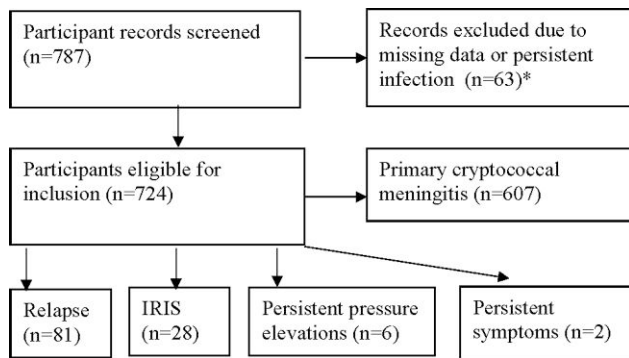 Participant records screened
(n=787)
Records excluded due to
missing data or persistent
infection (n=63)*
Participants eligible for
inclusion (n=724)
Primary cryptococcal
meningitis (n=607)
Relapse
(n=81)
IRIS
(n=28)
Persistent pressure
elevations (n=6)
Persistent
symptoms (n=2)